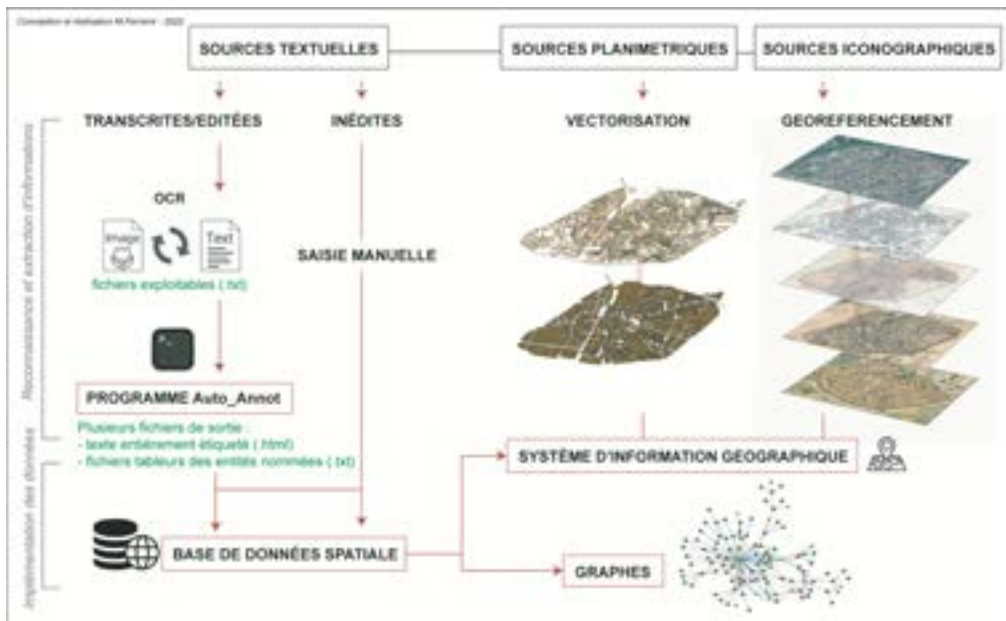 Conception et réalisation M.Ferrand - 2022
SOURCES TEXTUELLES
SOURCES PLANIMETRIQUES
SOURCES ICONOGRAPHIQUES
TRANSCRITES/EDITÉES
INÉDITES
VECTORISATION
GEOREFERENCEMENT
Reconnaissance et extraction d'informations
OCR
Image
Text
fichiers exploitables (.txt)
SAISIE MANUELLE
PROGRAMME Auto_Annot
Plusieurs fichiers de sortie :
- texte entièrement étiqueté (.html)
- fichiers tableurs des entités nommées (.txt)
SYSTÈME D'INFORMATION GEOGRAPHIQUE
Implémentation des données
BASE DE DONNÉES SPATIALE
GRAPHES